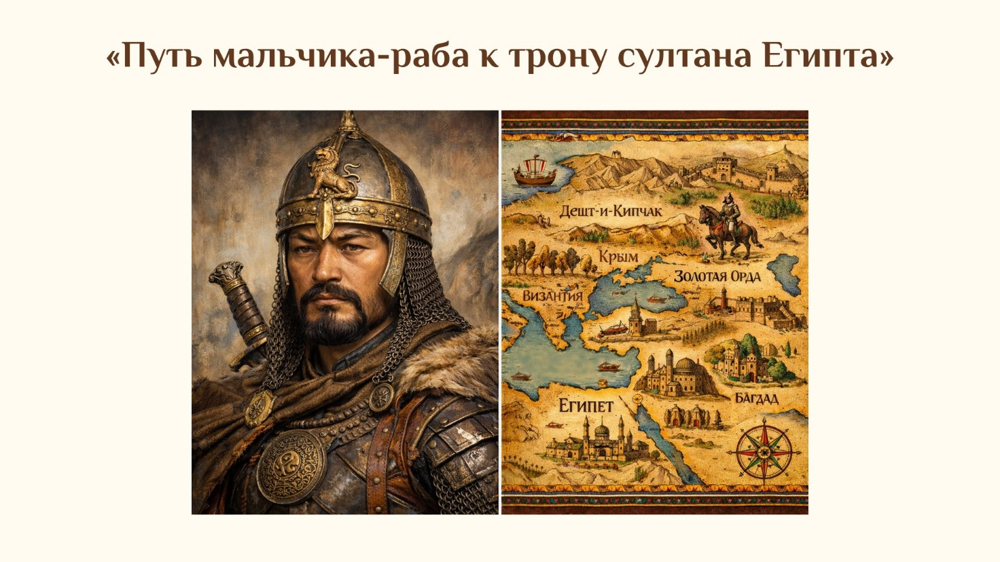 «Путь мальчика-раба к трону султана Египта»
Дешт-и-Кипчак
Крым
Золотая Орда
Византия
Багдад
Египет